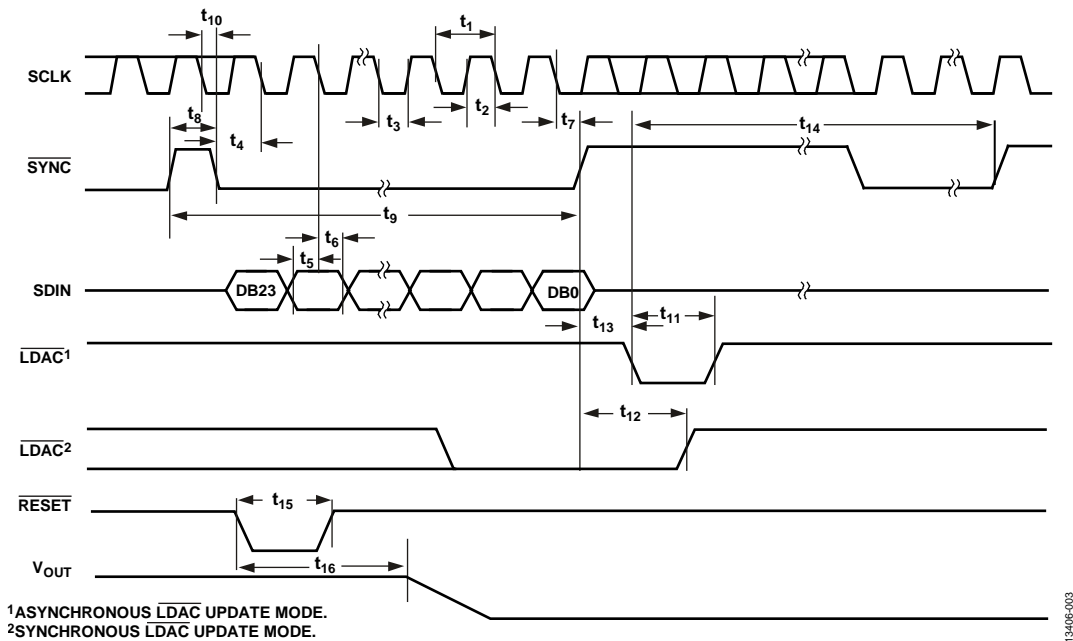 t10
t1
SCLK
t8
t4
t3
t2
t7
t14
SYNC
t9
t6
t5
SDIN
DB23
DB0
t13
t11
LDAC1
t12
LDAC2
RESET
t15
VOUT
t16
1ASYNCHRONOUS LDAC UPDATE MODE.
2SYNCHRONOUS LDAC UPDATE MODE.
13406-003